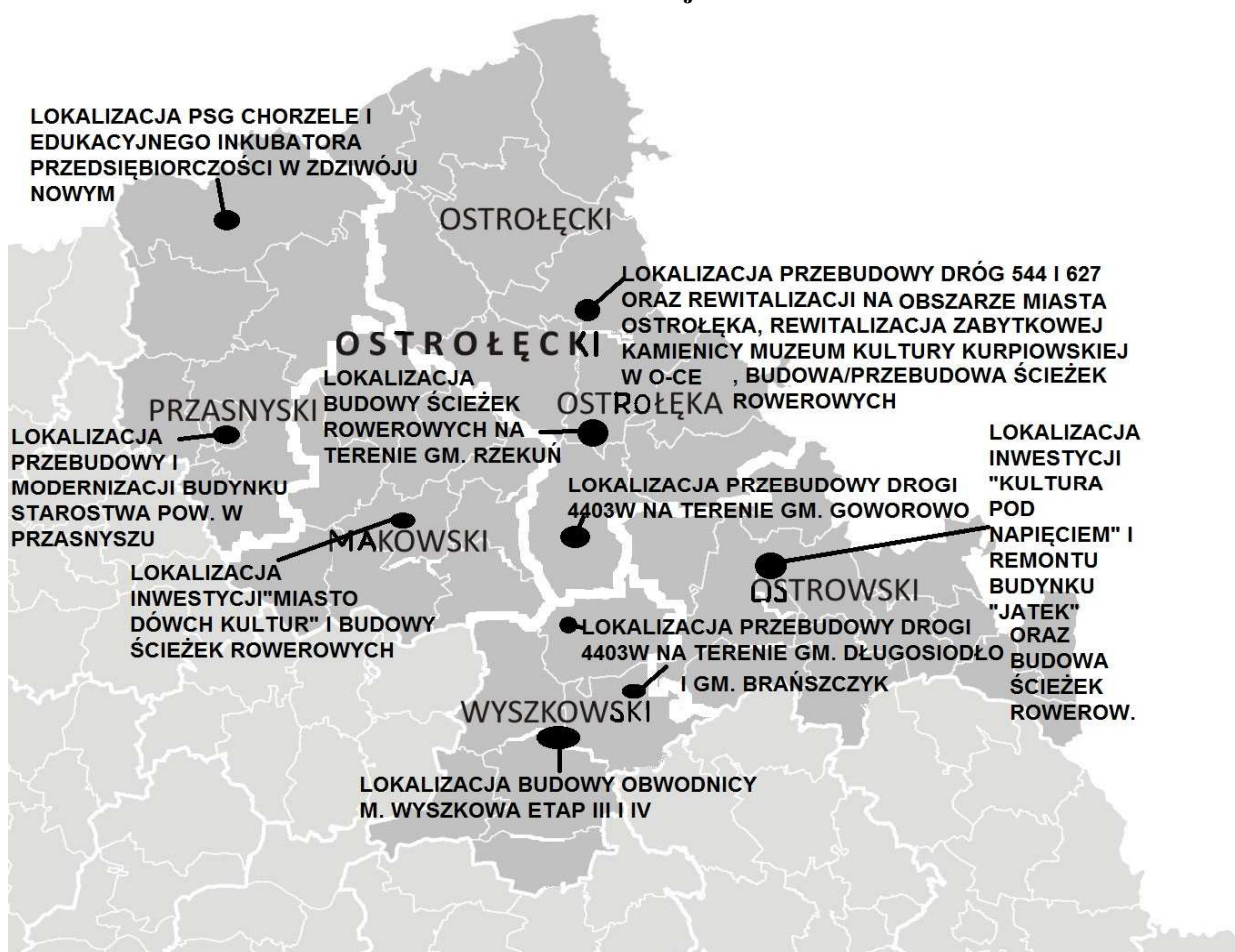 LOKALIZACJA PSG CHORZELE I
EDUKACYJNEGO INKUBATORA
PRZEDSIĘBIORCZOŚCI W ZDZIWÓJU
NOWYM
OSTROŁĘCKI
LOKALIZACJA PRZEBUDOWY DRÓG 544 I 627
ORAZ REWITALIZACJI NA OBSZARZE MIASTA
OSTROŁĘKA, REWITALIZACJA ZABYTKOWEJ
KAMIENICY MUZEUM KULTURY KURPIOWSKIEJ
W O-CE , BUDOWA/PRZEBUDOWA ŚCIEŻEK
ROWEROWYCH
OSTROŁĘCKI
LOKALIZACJA
BUDOWY ŚCIEŻEK
ROWEROWYCH NA
TERENIE GM. RZEKUŃ
OSTROŁĘKA
PRZASNYSKI
LOKALIZACJA
PRZEBUDOWY I
MODERNIZACJI BUDYNKU
STAROSTWA POW. W
PRZASNYSZU
LOKALIZACJA PRZEBUDOWY DROGI
4403W NA TERENIE GM. GOWOROWO
LOKALIZACJA
INWESTYCJI
"KULTURA
POD
NAPIĘCIEM" I
REMONTU
BUDYNKU
"JATEK"
ORAZ
BUDOWA
ŚCIEŻEK
ROWEROW.
MAKOWSKI
LOKALIZACJA
INWESTYCJI"MIASTO
DÓWCH KULTUR" I BUDOWY
ŚCIEŻEK ROWEROWYCH
OSTROWSKI
LOKALIZACJA PRZEBUDOWY DROGI
4403W NA TERENIE GM. DŁUGOSIODŁO
I GM. BRAŃSZCZYK
WYSZKOWSKI
LOKALIZACJA BUDOWY OBWODNICY
M. WYSZKOWA ETAP III I IV